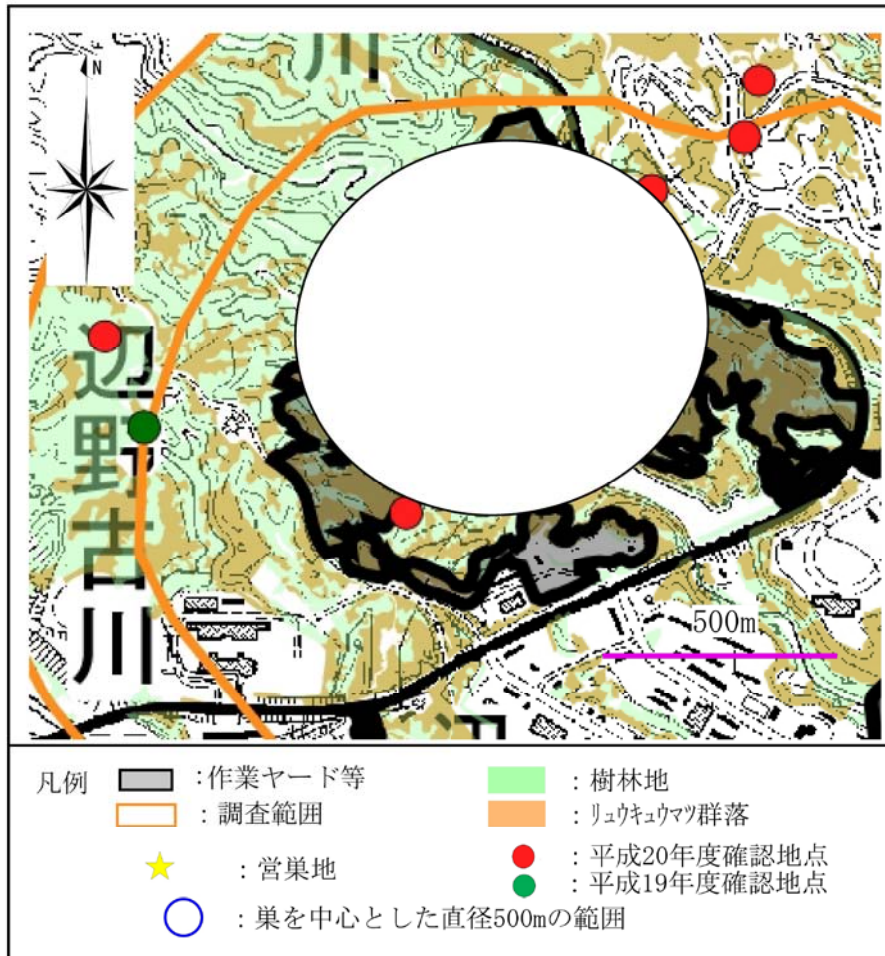 川
N
辺野古川
500m
凡例
:作業ヤード等
:樹林地
:調査範囲
:リュウキュウマツ群落
:営巣地
:平成20年度確認地点
:平成19年度確認地点
:巣を中心とした直径500mの範囲